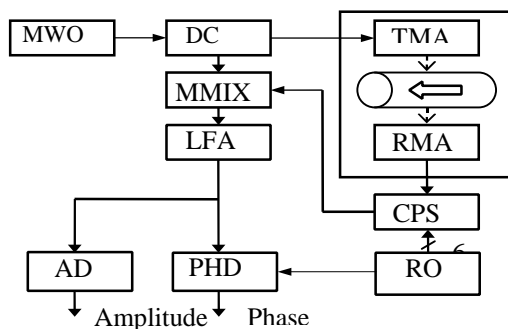 MWO
DC
TMA
MMIX
LFA
RMA
CPS
6
AD
PHD
RO
Amplitude
Phase